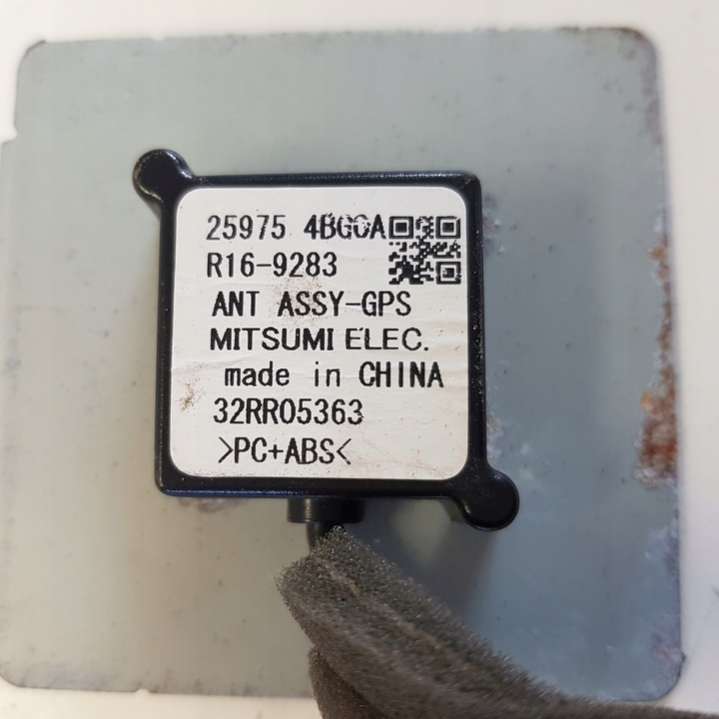 25975 4BG0A
R16-9283
ANT ASSY-GPS
MITSUMI ELEC.
made in CHINA
32RR05363
>PC+ABS<